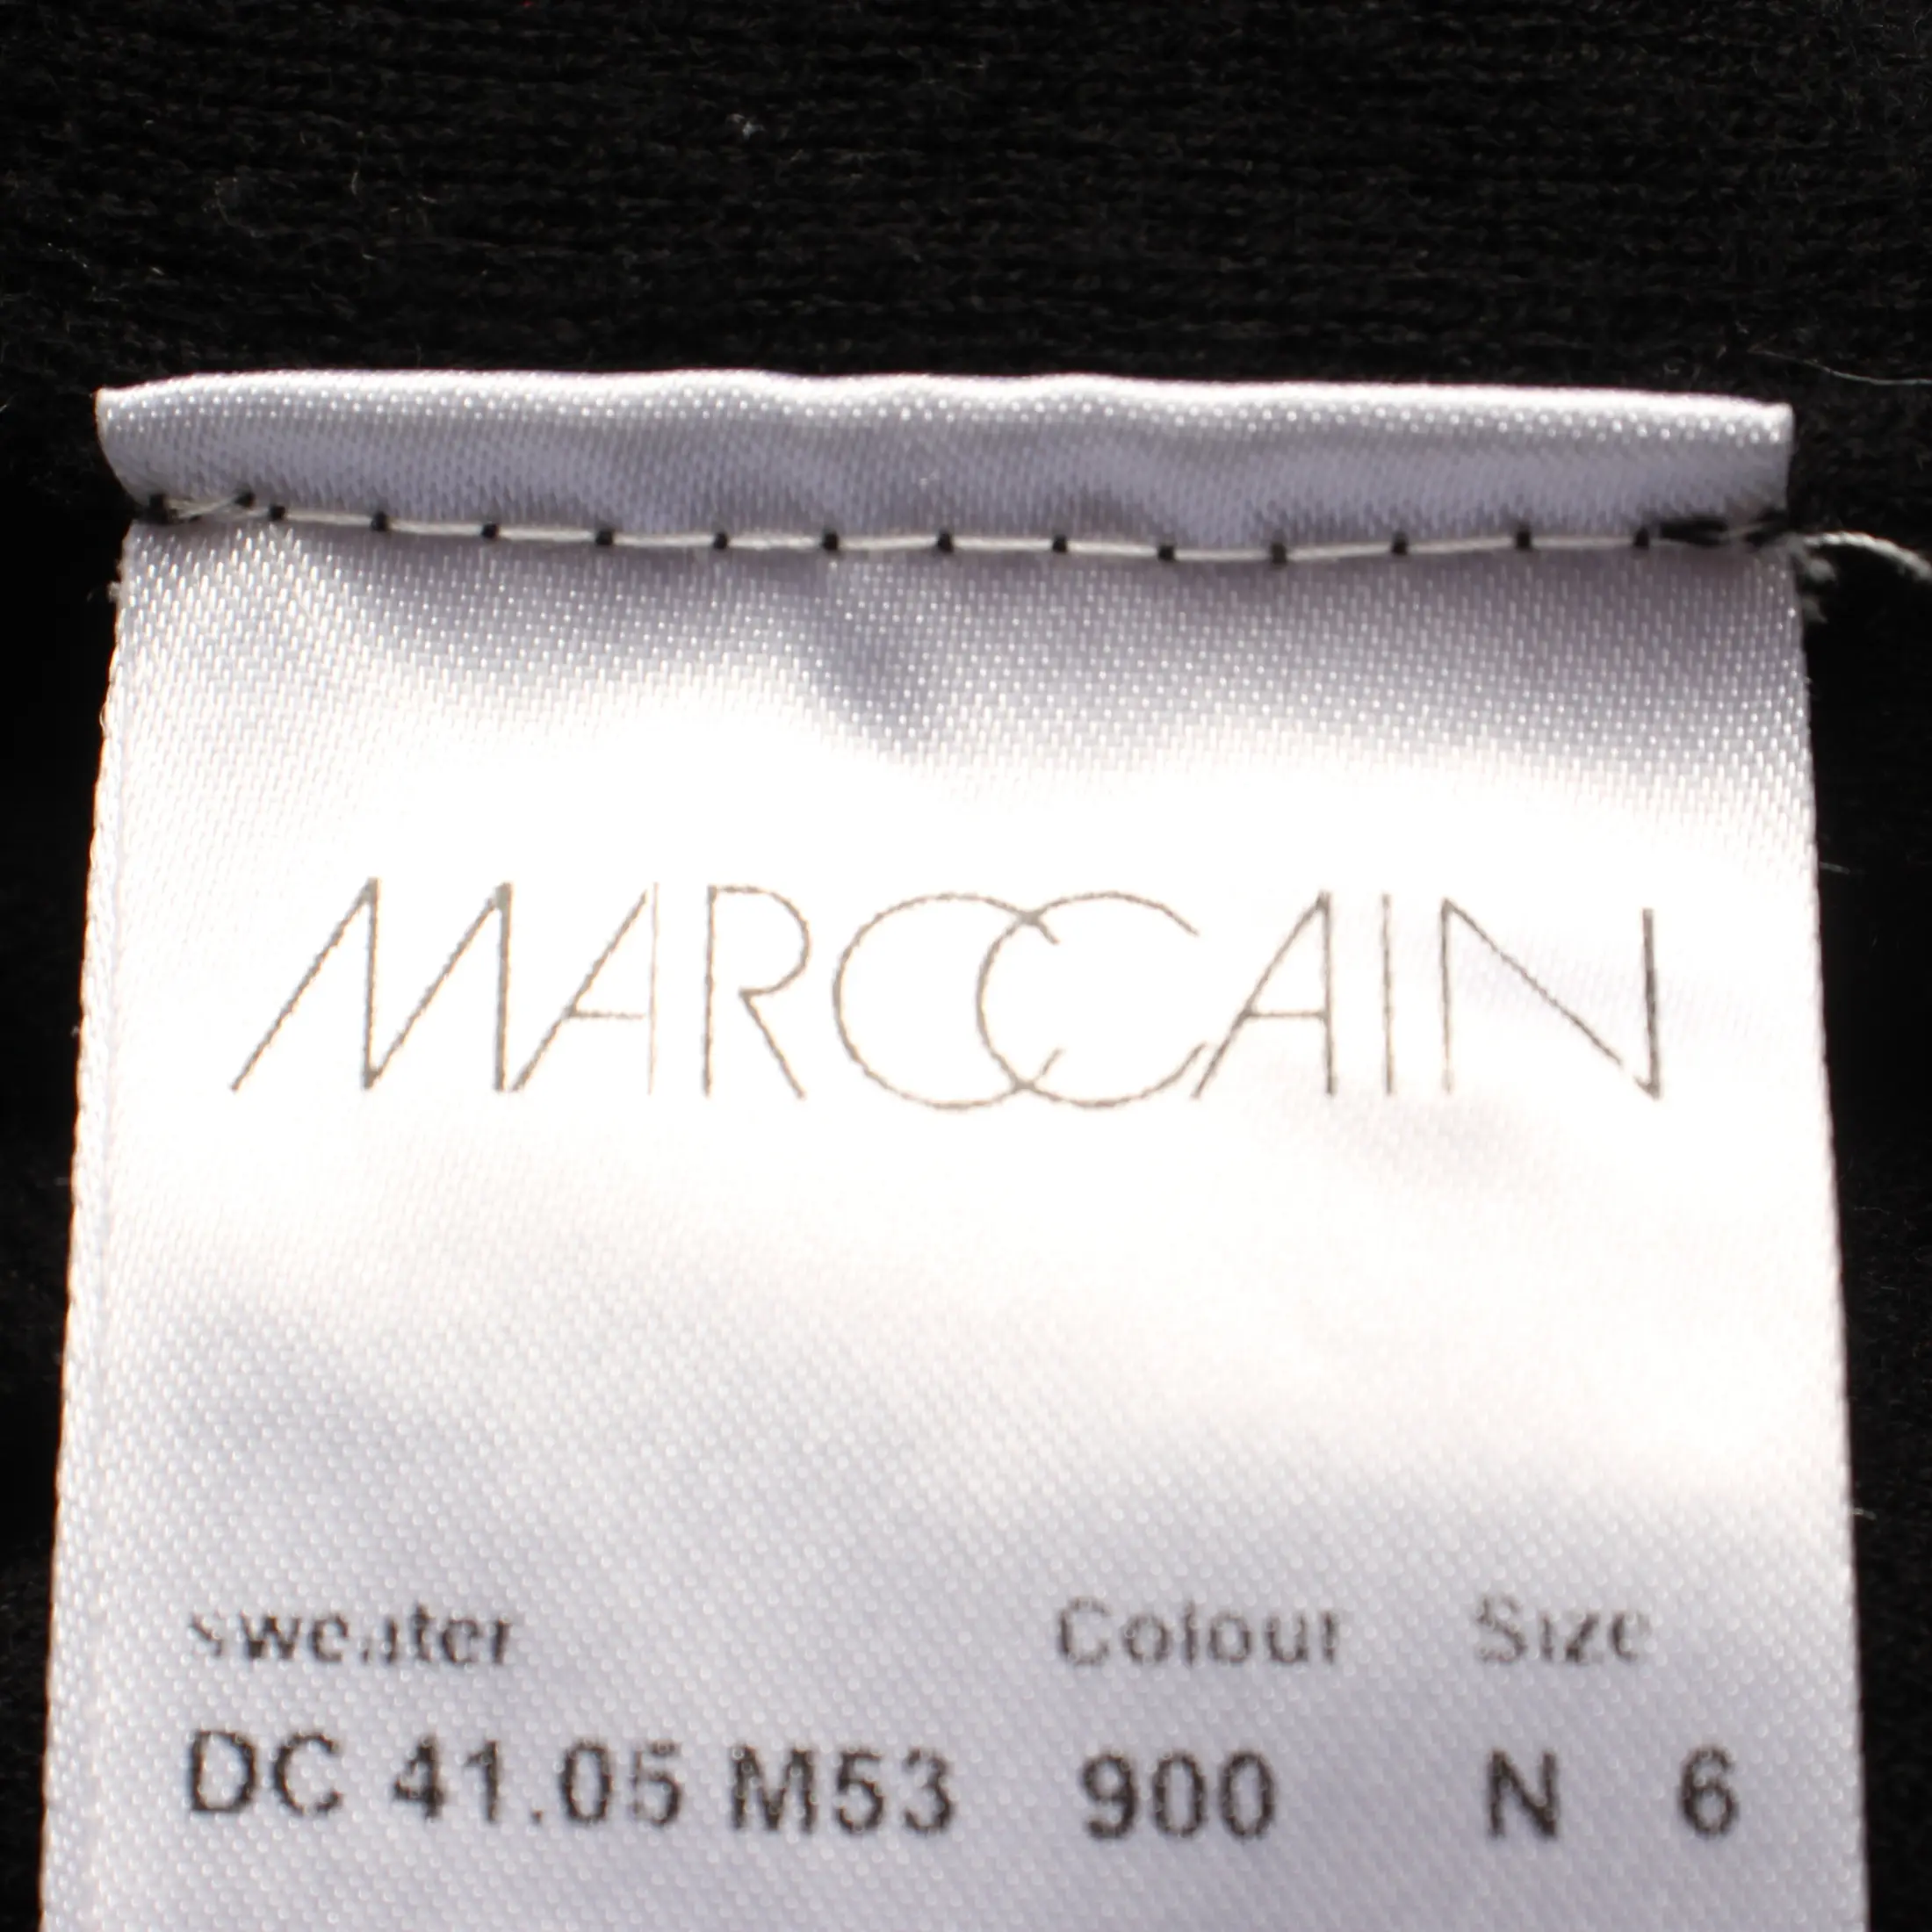 MARCCAIN
sweater Colour Size
DC 41.05 M53 900 N 6